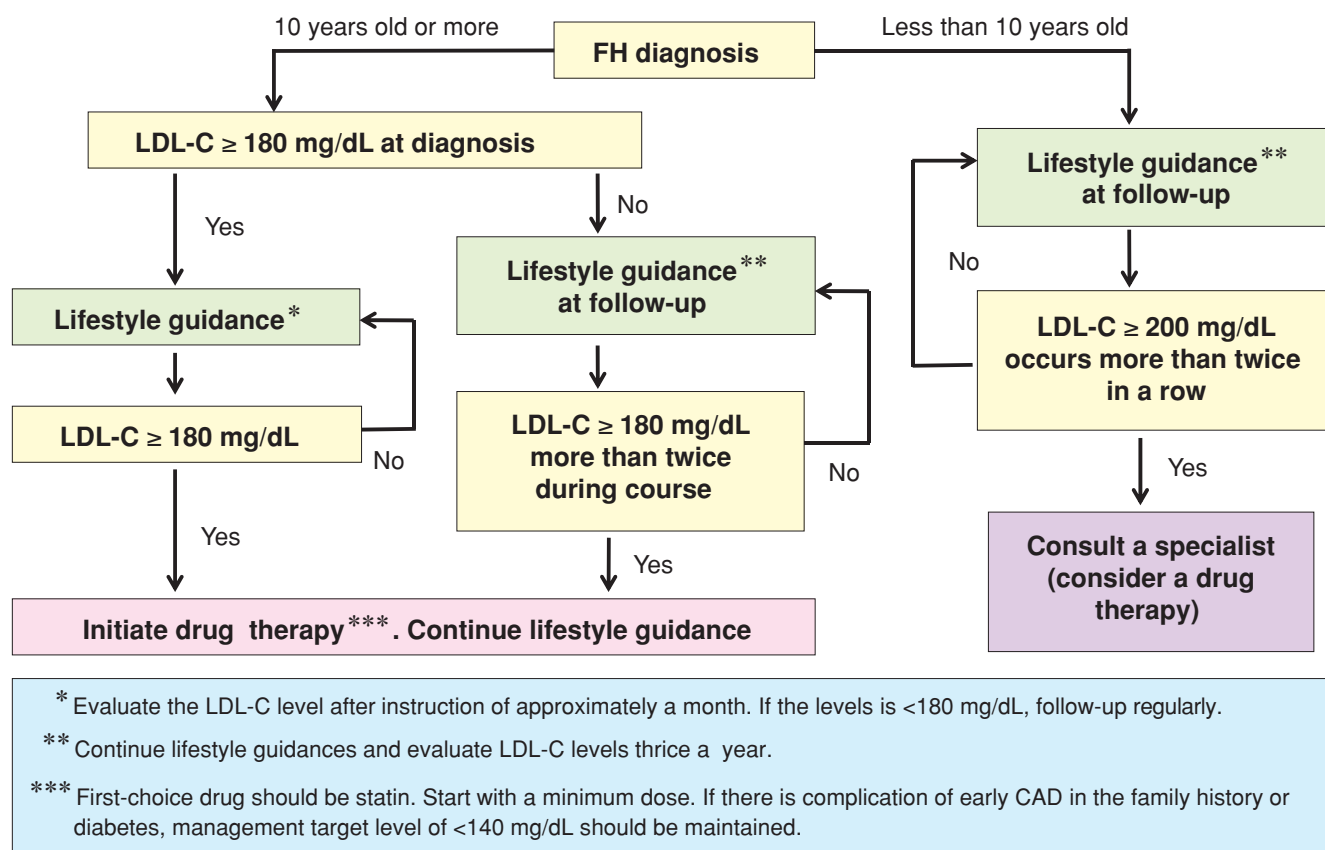 10 years old or more
FH diagnosis
Less than 10 years old
LDL-C ≥ 180 mg/dL at diagnosis
Yes
No
Lifestyle guidance*
LDL-C ≥ 180 mg/dL
No
Yes
Lifestyle guidance**
at follow-up
LDL-C ≥ 180 mg/dL
more than twice
during course
No
Yes
Initiate drug therapy***. Continue lifestyle guidance
Lifestyle guidance**
at follow-up
No
LDL-C ≥ 200 mg/dL
occurs more than twice
in a row
Yes
Consult a specialist
(consider a drug
therapy)
* Evaluate the LDL-C level after instruction of approximately a month. If the levels is <180 mg/dL, follow-up regularly.
** Continue lifestyle guidances and evaluate LDL-C levels thrice a year.
*** First-choice drug should be statin. Start with a minimum dose. If there is complication of early CAD in the family history or
diabetes, management target level of <140 mg/dL should be maintained.